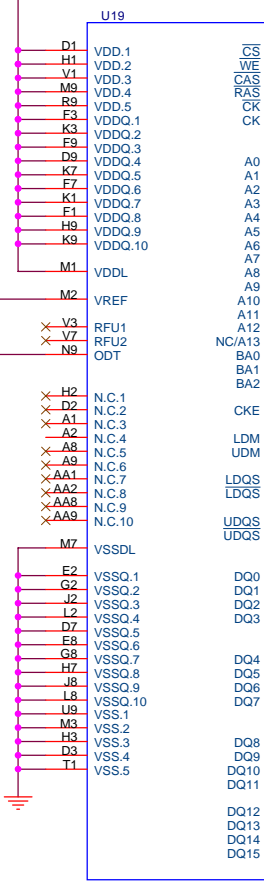 U19
D1 VDD.1 CS
H1 VDD.2 WE
V1 VDD.3 CAS
M9 VDD.4 RAS
R9 VDD.5 CK
F3 VDDQ.1 CK
K3 VDDQ.2
F9 VDDQ.3
D9 VDDQ.4 A0
K7 VDDQ.5 A1
F7 VDDQ.6 A2
K1 VDDQ.7 A3
F1 VDDQ.8 A4
H9 VDDQ.9 A5
K9 VDDQ.10 A6
A7
M1 VDDL A8
A9
M2 VREF A10
A11
V3 RFU1 A12
V7 RFU2 NC/A13
N9 ODT BA0
BA1
BA2
H2 N.C.1
D2 N.C.2 CKE
A1 N.C.3
A2 N.C.4 LDM
A8 N.C.5 UDM
A9 N.C.6
AA1 N.C.7 LDQS
AA2 N.C.8 LDQS
AA8 N.C.9
AA9 N.C.10 UDQS
UDQS
M7 VSSDL
E2 VSSQ.1 DQ0
G2 VSSQ.2 DQ1
J2 VSSQ.3 DQ2
L2 VSSQ.4 DQ3
D7 VSSQ.5
E8 VSSQ.6
G8 VSSQ.7 DQ4
H7 VSSQ.8 DQ5
J8 VSSQ.9 DQ6
L8 VSSQ.10 DQ7
U9 VSS.1
M3 VSS.2
H3 VSS.3 DQ8
D3 VSS.4 DQ9
T1 VSS.5 DQ10
DQ11
DQ12
DQ13
DQ14
DQ15